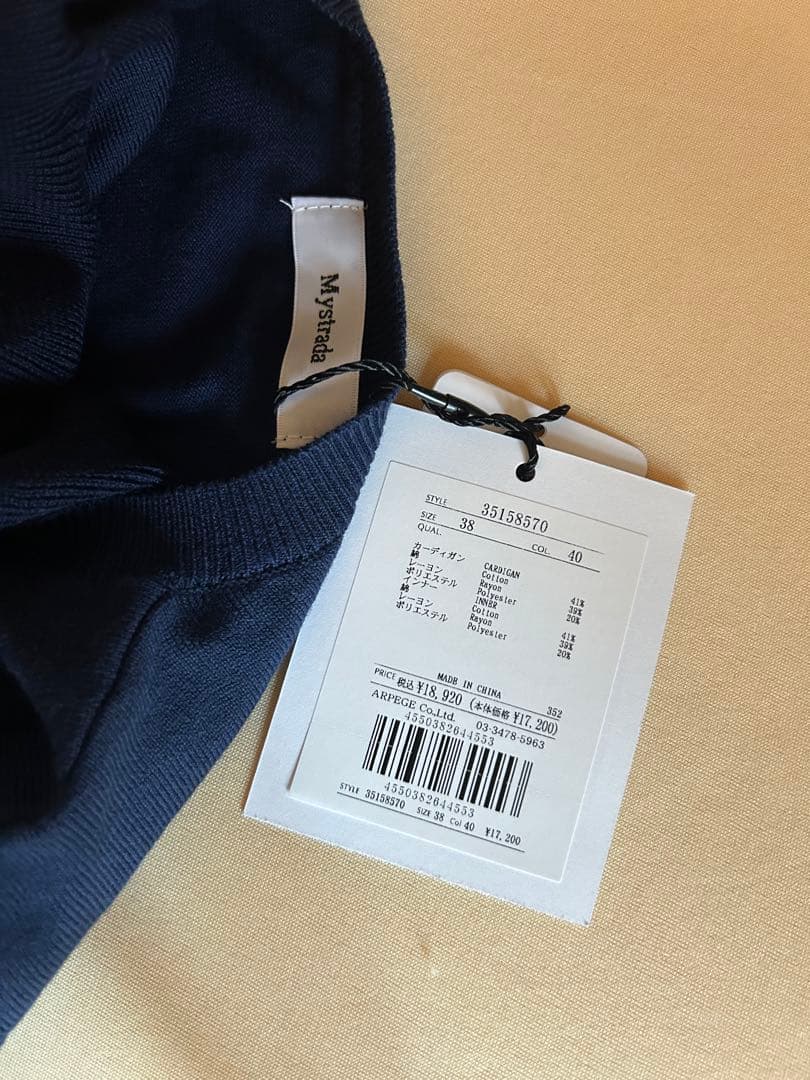 Mystrada
STYLE 35158570
SIZE 38
QUAL. COL. 40
カーディガン CARDIGAN
綿 Cotton 41%
レーヨン Rayon 39%
ポリエステル Polyester 20%
インナー INNER
綿 Cotton 41%
レーヨン Rayon 39%
ポリエステル Polyester 20%
MADE IN CHINA 352
PRICE 税込 ¥18,920 (本体価格 ¥17,200)
ARPEGE Co.,Ltd. 03-3478-5963
4550382644553
4550382644553
STYLE 35158570 SIZE 38 Col 40 ¥17,200